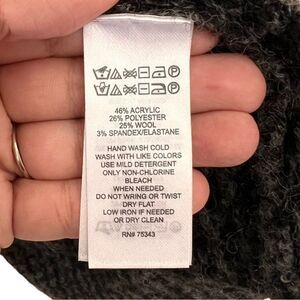 46% ACRYLIC
26% POLYESTER
25% WOOL
3% SPANDEX/ELASTANE
HAND WASH COLD
WASH WITH LIKE COLORS
USE MILD DETERGENT
ONLY NON-CHLORINE
BLEACH
WHEN NEEDED
DO NOT WRING OR TWIST
DRY FLAT
LOW IRON IF NEEDED
OR DRY CLEAN
RN# 75343